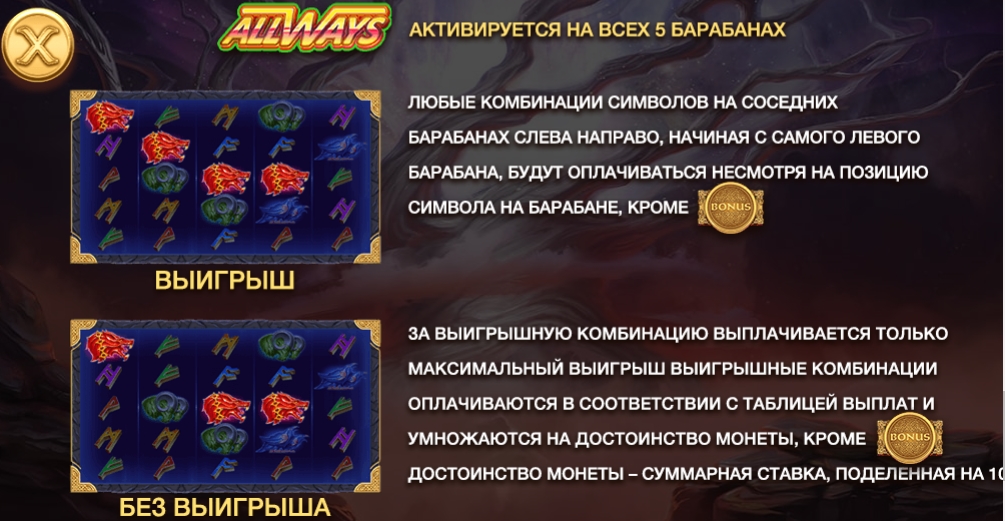 ALLWAYS АКТИВИРУЕТСЯ НА ВСЕХ 5 БАРАБАНАХ
ЛЮБЫЕ КОМБИНАЦИИ СИМВОЛОВ НА СОСЕДНИХ
БАРАБАНАХ СЛЕВА НАПРАВО, НАЧИНАЯ С САМОГО ЛЕВОГО
БАРАБАНА, БУДУТ ОПЛАЧИВАТЬСЯ НЕСМОТРЯ НА ПОЗИЦИЮ
СИМВОЛА НА БАРАБАНЕ, КРОМЕ BONUS
ВЫИГРЫШ
ЗА ВЫИГРЫШНУЮ КОМБИНАЦИЮ ВЫПЛАЧИВАЕТСЯ ТОЛЬКО
МАКСИМАЛЬНЫЙ ВЫИГРЫШ ВЫИГРЫШНЫЕ КОМБИНАЦИИ
ОПЛАЧИВАЮТСЯ В СООТВЕТСТВИИ С ТАБЛИЦЕЙ ВЫПЛАТ И
УМНОЖАЮТСЯ НА ДОСТОИНСТВО МОНЕТЫ, КРОМЕ BONUS
ДОСТОИНСТВО МОНЕТЫ – СУММАРНАЯ СТАВКА, ПОДЕЛЕННАЯ НА
БЕЗ ВЫИГРЫША